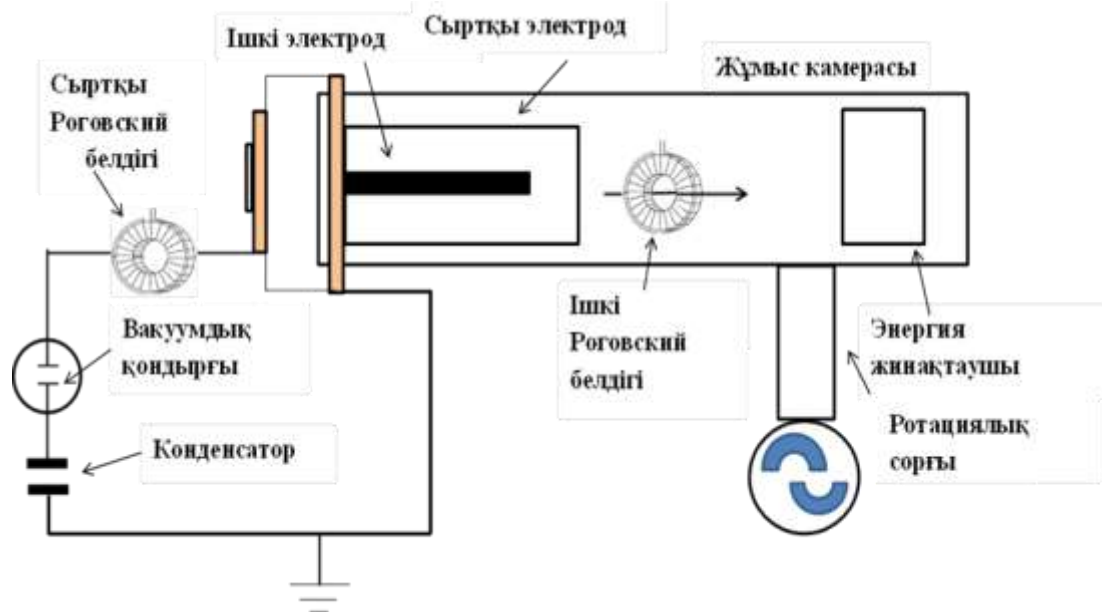 Ішкі электрод
Сыртқы электрод
Жұмыс камерасы
Сыртқы
Роговский
белдігі
Вакуумдық
қондырғы
Конденсатор
Ішкі
Роговский
белдігі
Энергия
жинақтаушы
Ротациялық
сорғы